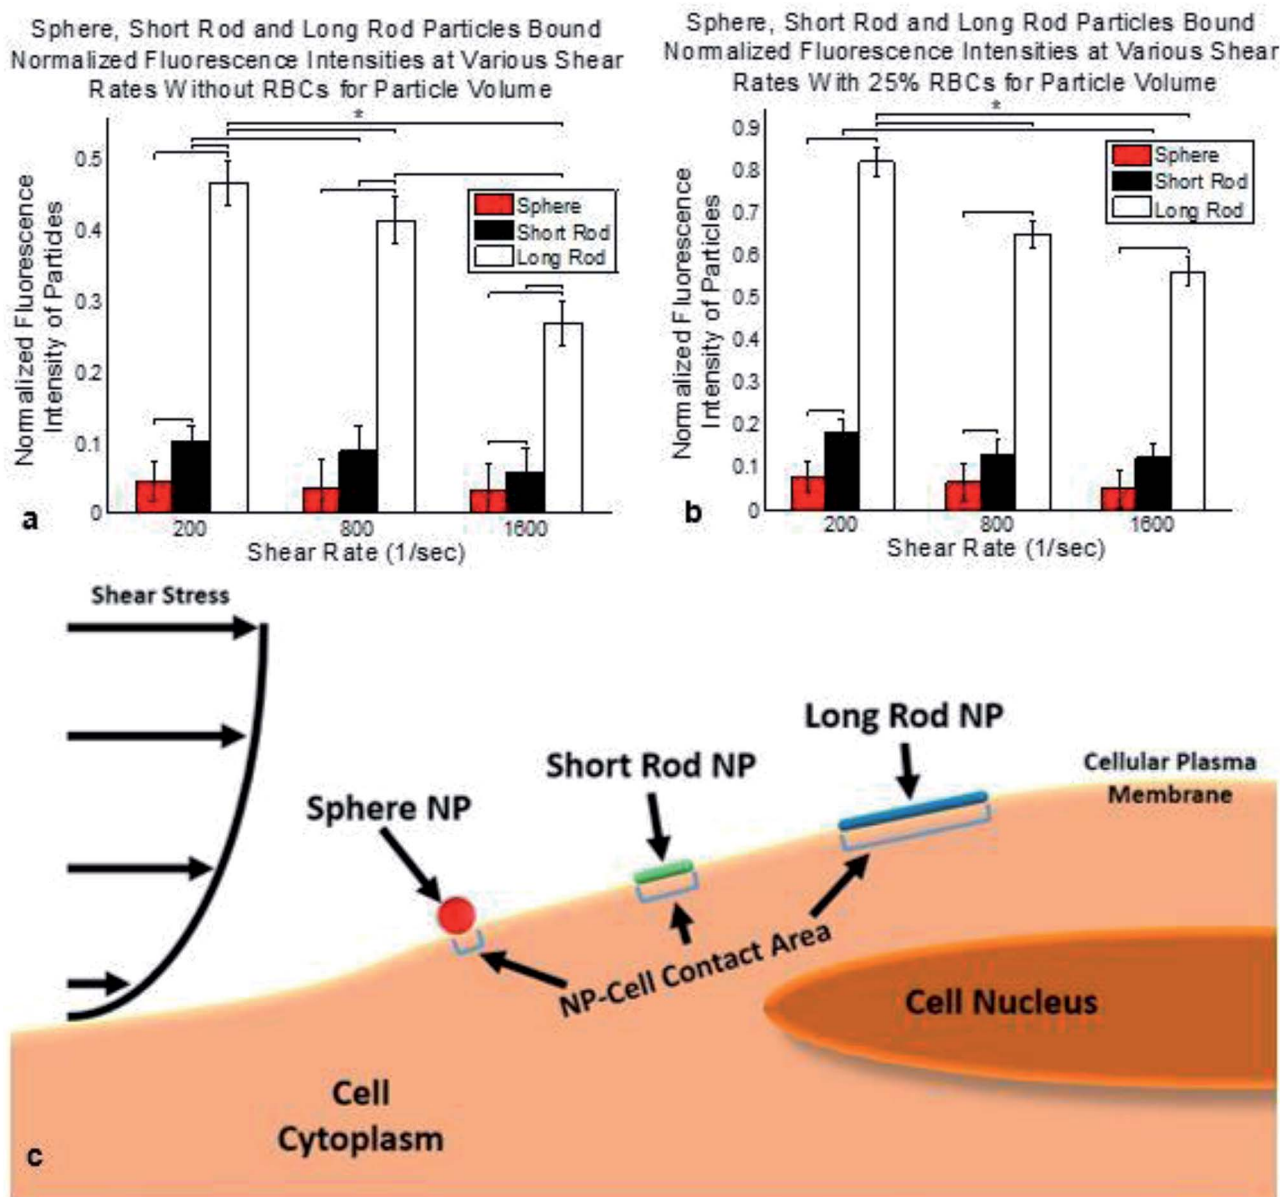 Sphere, Short Rod and Long Rod Particles Bound
Normalized Fluorescence Intensities at Various Shear
Rates Without RBCs for Particle Volume
*
Normalized Fluorescence
Intensity of Particles
0.5
0.4
0.3
0.2
0.1
0
Sphere
Short Rod
Long Rod
200
800
1600
Shear Rate (1/sec)
a
Sphere, Short Rod and Long Rod Particles Bound
Normalized Fluorescence Intensities at Various Shear
Rates With 25% RBCs for Particle Volume
*
Normalized Fluorescence
Intensity of Particles
0.9
0.8
0.7
0.6
0.5
0.4
0.3
0.2
0.1
0
Sphere
Short Rod
Long Rod
200
800
1600
Shear Rate (1/sec)
b
Shear Stress
Long Rod NP
Short Rod NP
Sphere NP
Cellular Plasma
Membrane
NP-Cell Contact Area
Cell Nucleus
Cell
Cytoplasm
c